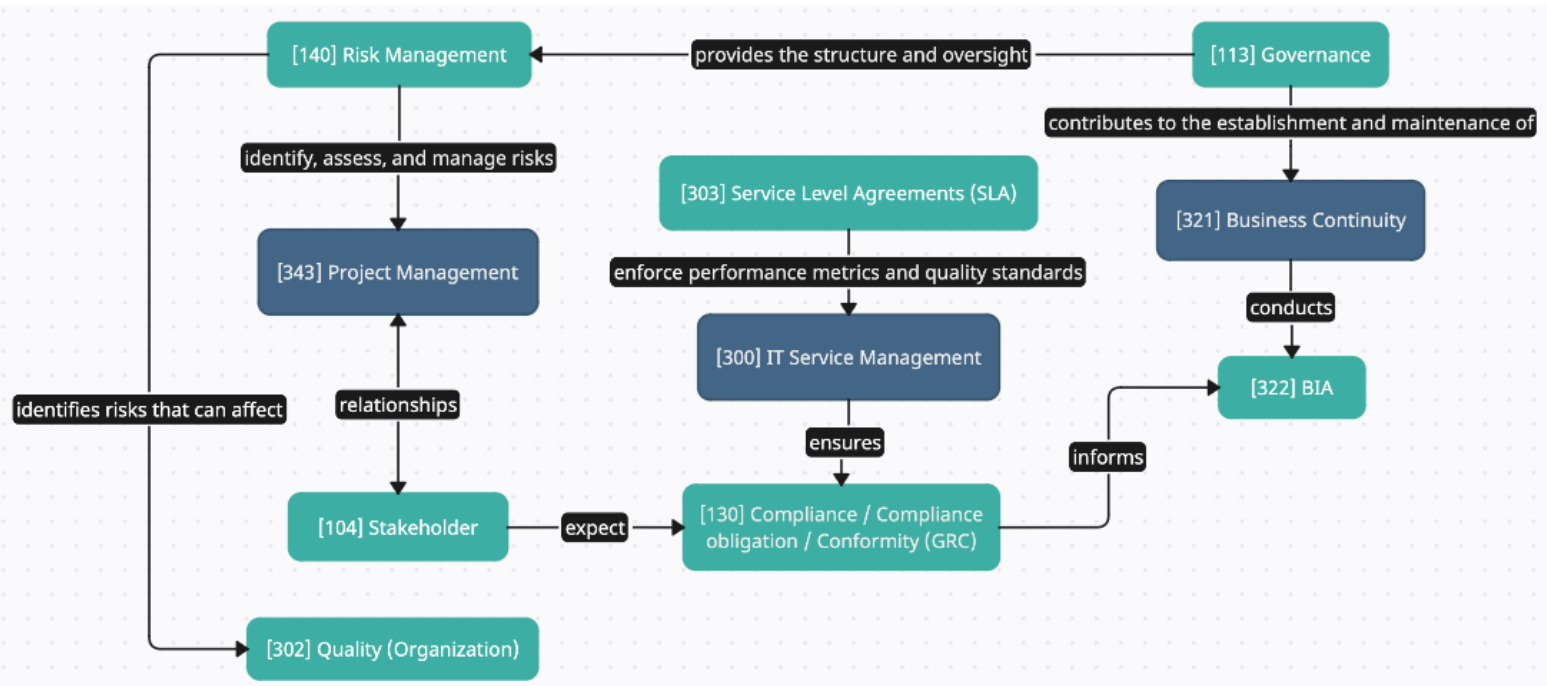 [140] Risk Management
provides the structure and oversight
[113] Governance
contributes to the establishment and maintenance of
identify, assess, and manage risks
[303] Service Level Agreements (SLA)
[321] Business Continuity
[343] Project Management
enforce performance metrics and quality standards
conducts
[300] IT Service Management
[322] BIA
identifies risks that can affect
relationships
ensures
informs
[104] Stakeholder
expect
[130] Compliance / Compliance
obligation / Conformity (GRC)
[302] Quality (Organization)